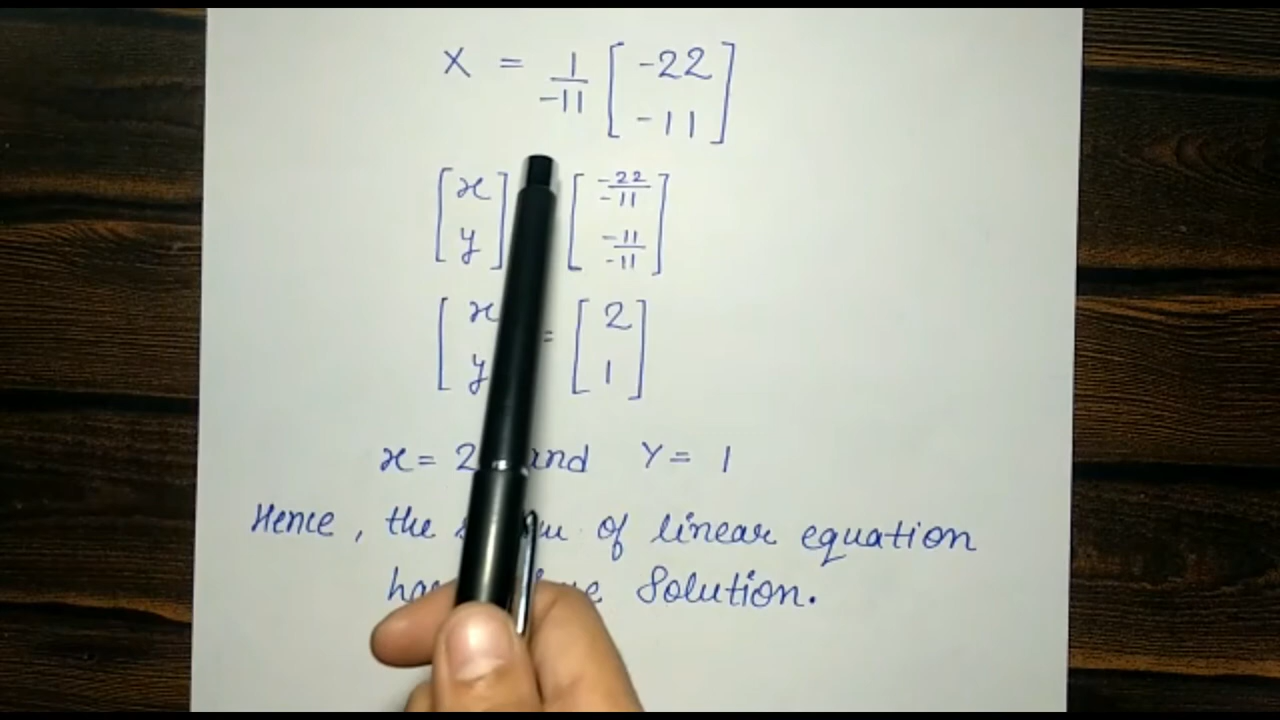 X = 1/-11 [-22
-11]
[x
y] [-22/-11
-11/-11]
[x
y = [2
1]
x = 2 and Y = 1
Hence, the of linear equation
Solution.